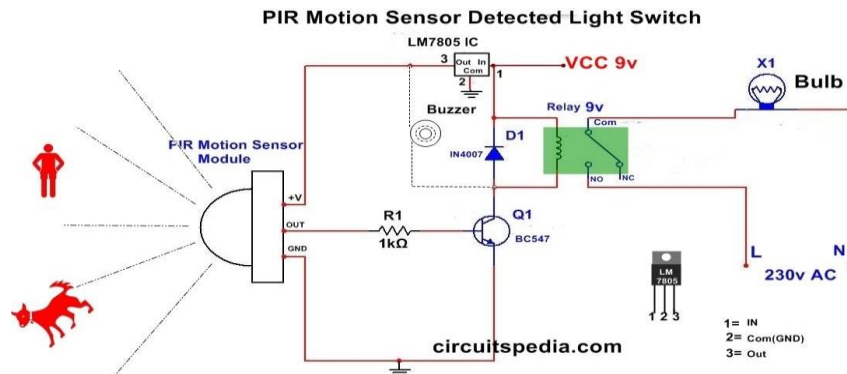 PIR Motion Sensor Detected Light Switch
LM7805 IC
3
Out In
Com
1
2
VCC 9v
X1
Bulb
Buzzer
Relay 9v
Com
D1
IN4007
NO
NC
PIR Motion Sensor
Module
+V
OUT
GND
R1
1kΩ
Q1
BC547
L
N
230v AC
LM
7805
1 2 3
1= IN
2= Com(GND)
3= Out
circuitspedia.com